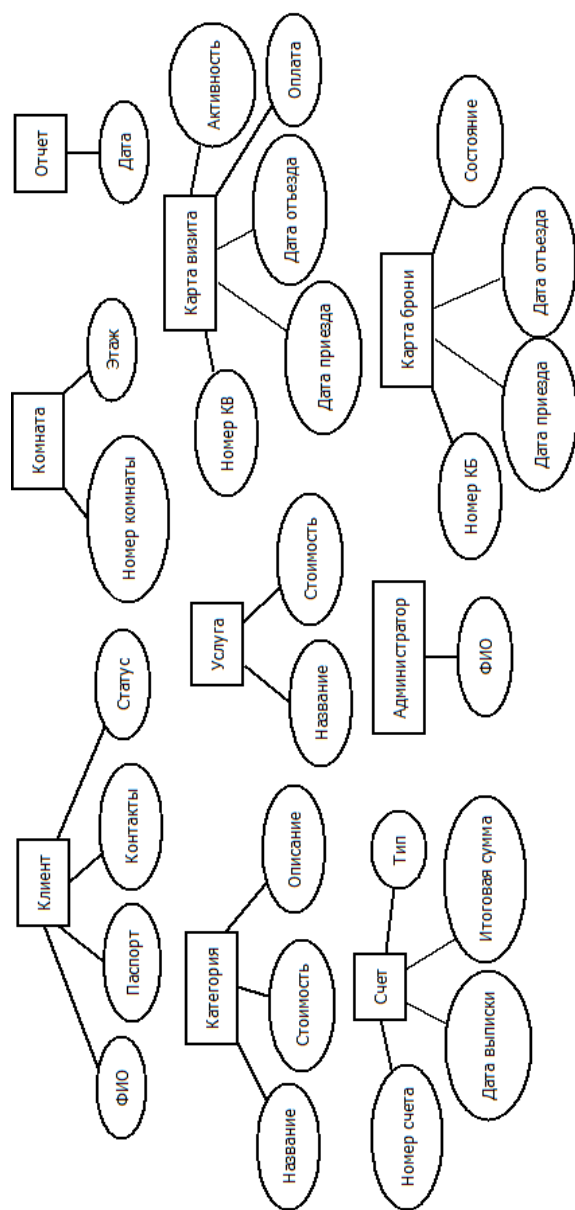 Клиент
ФИО
Паспорт
Контакты
Статус
Комната
Номер комнаты
Этаж
Отчет
Дата
Категория
Название
Стоимость
Описание
Услуга
Название
Стоимость
Карта визита
Номер КВ
Дата приезда
Дата отъезда
Оплата
Активность
Счет
Номер счета
Дата выписки
Итоговая сумма
Тип
Администратор
ФИО
Карта брони
Номер КБ
Дата приезда
Дата отъезда
Состояние